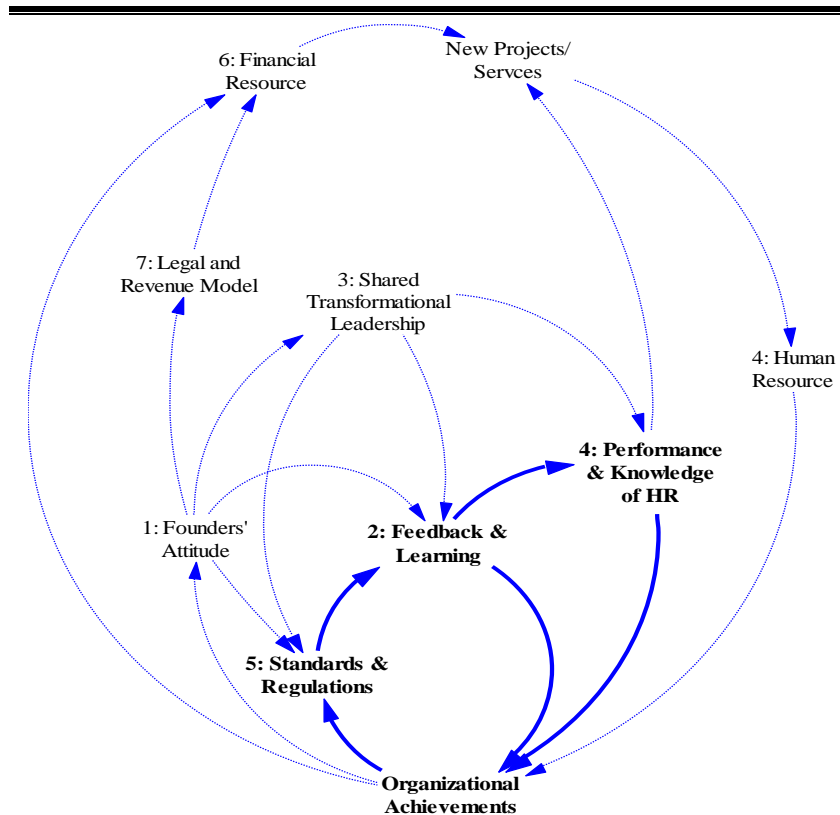 6: Financial
Resource
New Projects/
Servces
7: Legal and
Revenue Model
3: Shared
Transformational
Leadership
4: Human
Resource
4: Performance
& Knowledge
of HR
1: Founders'
Attitude
2: Feedback &
Learning
5: Standards &
Regulations
Organizational
Achievements